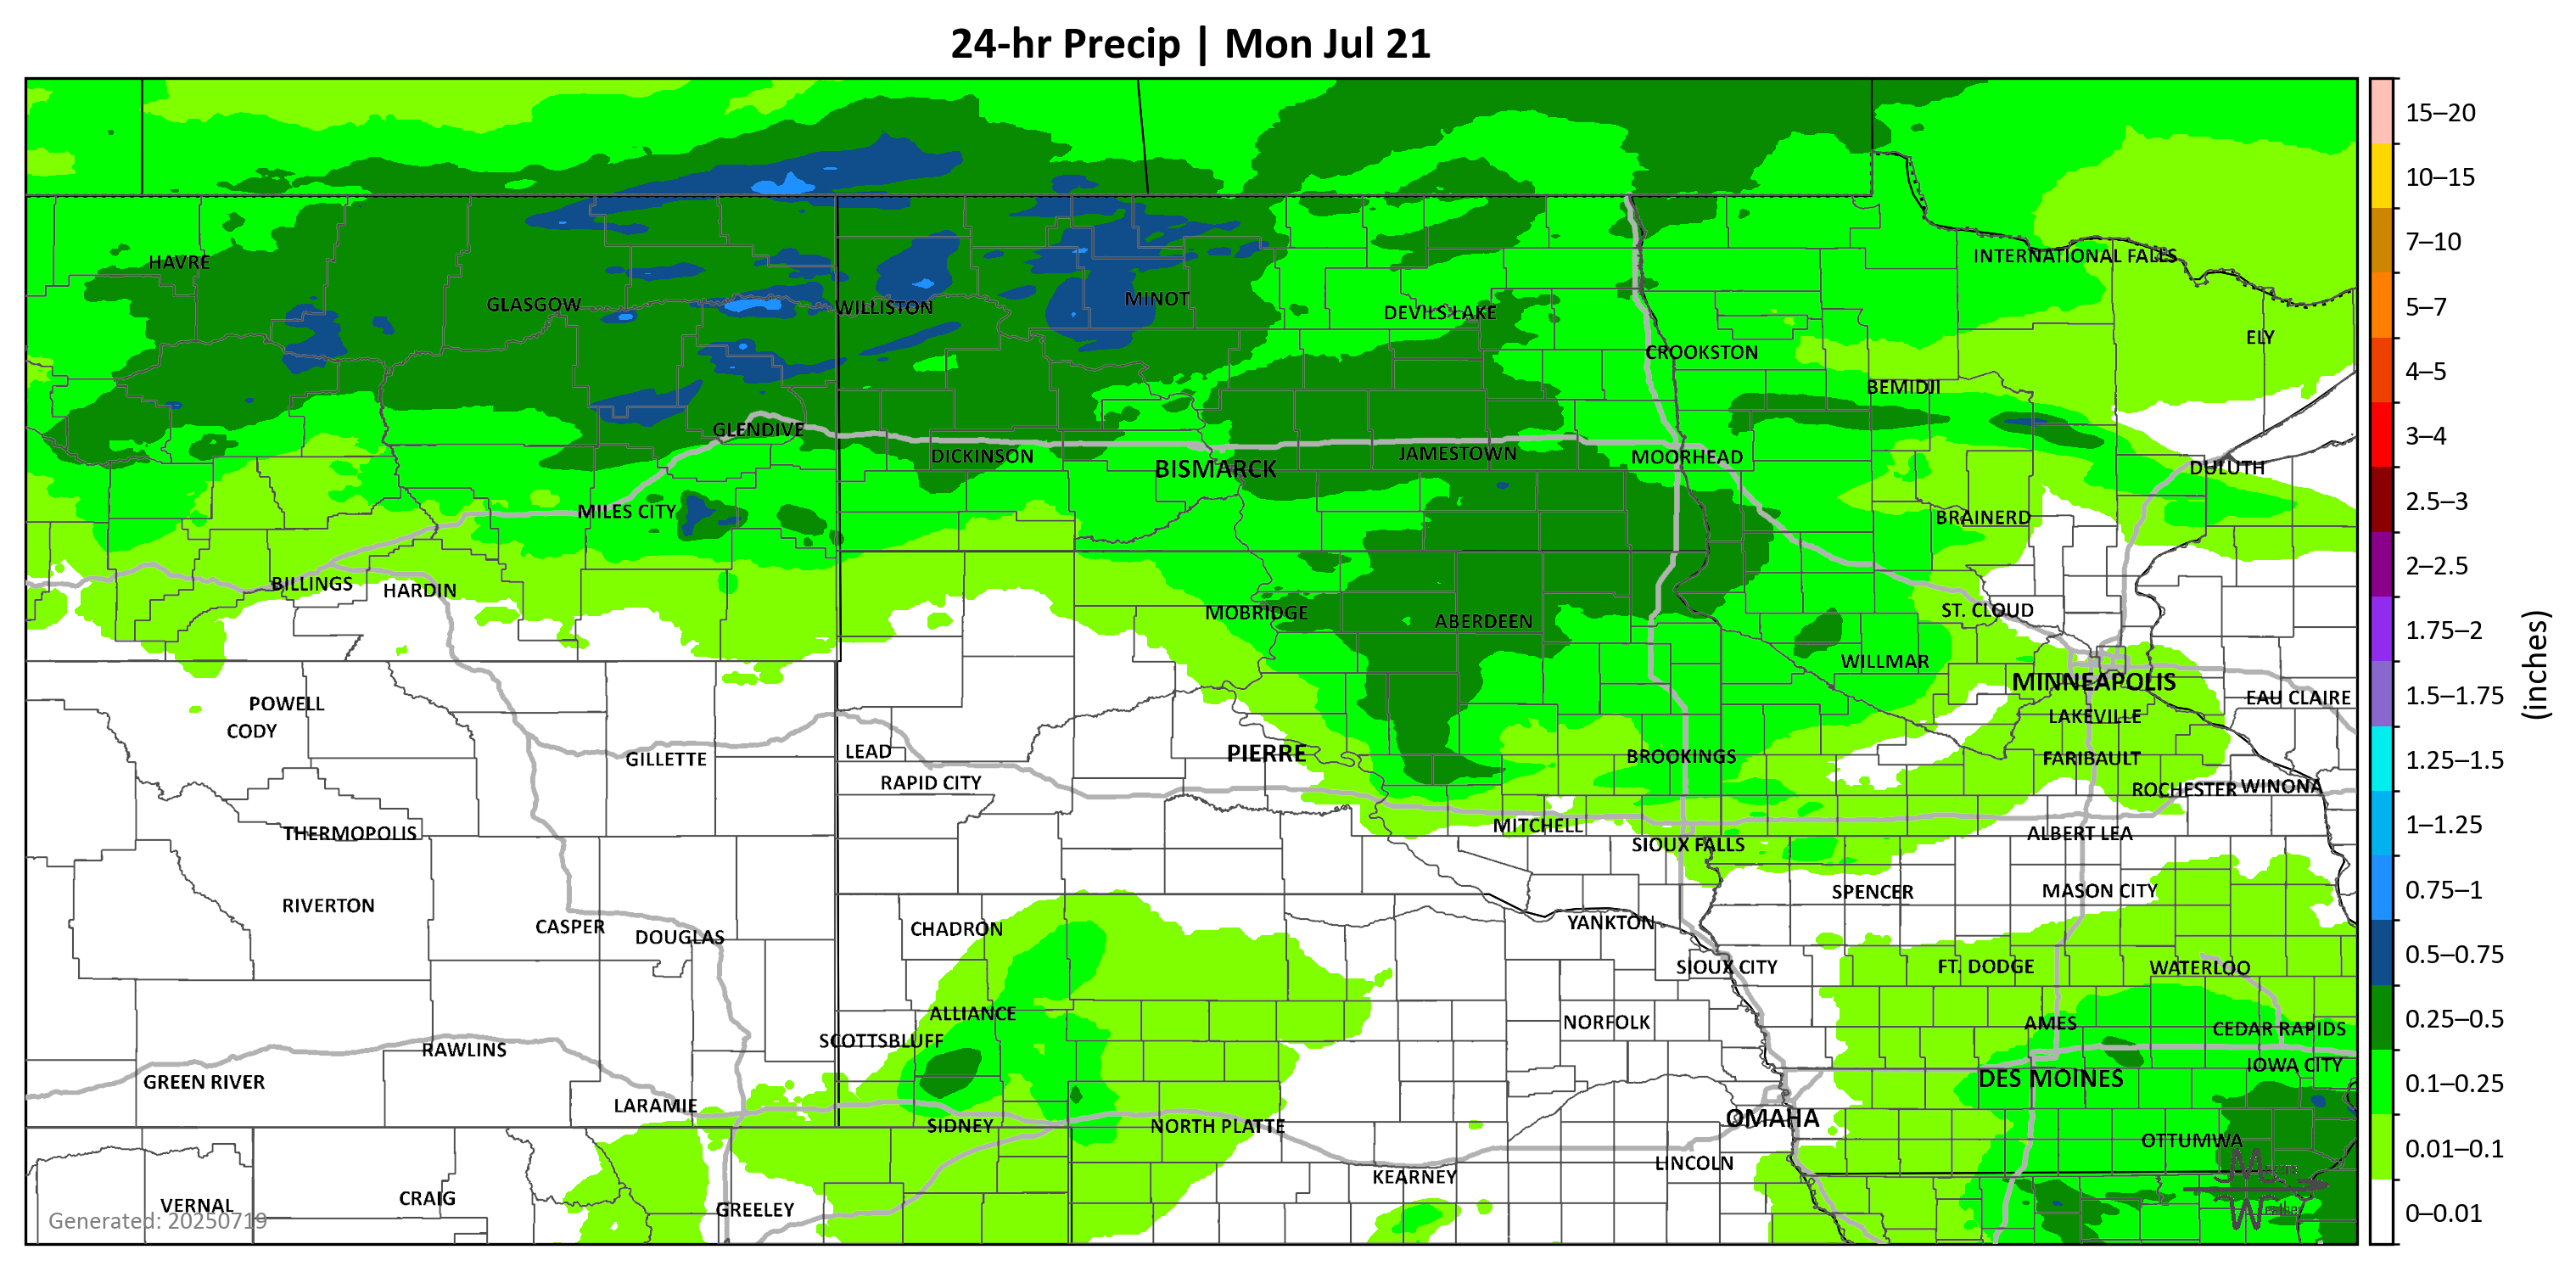 24-hr Precip | Mon Jul 21
HAVRE
GLASGOW
WILLISTON
MINOT
DEVILS LAKE
INTERNATIONAL FALLS
ELY
CROOKSTON
BEMIDJI
GLENDIVE
DICKINSON
BISMARCK
JAMESTOWN
MOORHEAD
DULUTH
MILES CITY
BRAINERD
BILLINGS
HARDIN
MOBRIDGE
ABERDEEN
ST. CLOUD
WILLMAR
MINNEAPOLIS
EAU CLAIRE
POWELL
CODY
LAKEVILLE
GILLETTE
LEAD
PIERRE
BROOKINGS
FARIBAULT
RAPID CITY
ROCHESTER
WINONA
THERMOPOLIS
MITCHELL
ALBERT LEA
SIOUX FALLS
RIVERTON
SPENCER
MASON CITY
CASPER
DOUGLAS
CHADRON
YANKTON
SIOUX CITY
FT. DODGE
WATERLOO
ALLIANCE
NORFOLK
AMES
CEDAR RAPIDS
SCOTTSBLUFF
RAWLINS
IOWA CITY
GREEN RIVER
DES MOINES
LARAMIE
OMAHA
SIDNEY
NORTH PLATTE
OTTUMWA
KEARNEY
LINCOLN
VERNAL
CRAIG
GREELEY
Generated: 20250719
15–20
10–15
7–10
5–7
4–5
3–4
2.5–3
2–2.5
1.75–2
1.5–1.75
1.25–1.5
1–1.25
0.75–1
0.5–0.75
0.25–0.5
0.1–0.25
0.01–0.1
0–0.01
(inches)